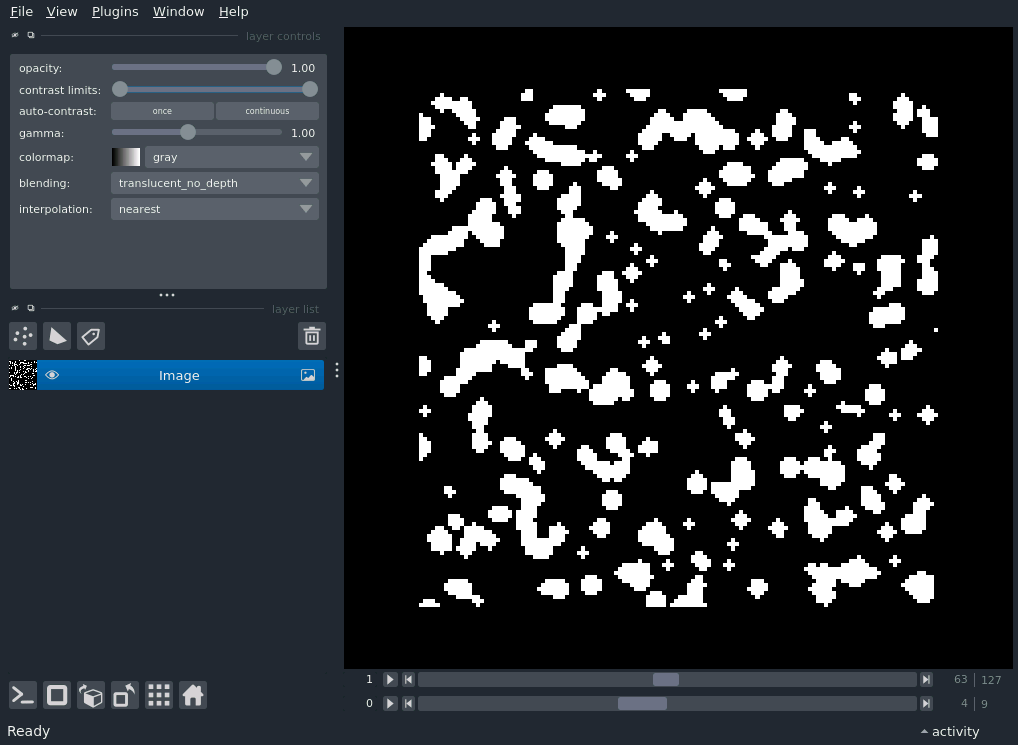 File View Plugins Window Help
layer controls
opacity: 1.00
contrast limits:
auto-contrast: once continuous
gamma: 1.00
colormap: gray
blending: translucent_no_depth
interpolation: nearest
layer list
Image
1 63 127
0 4 9
Ready activity